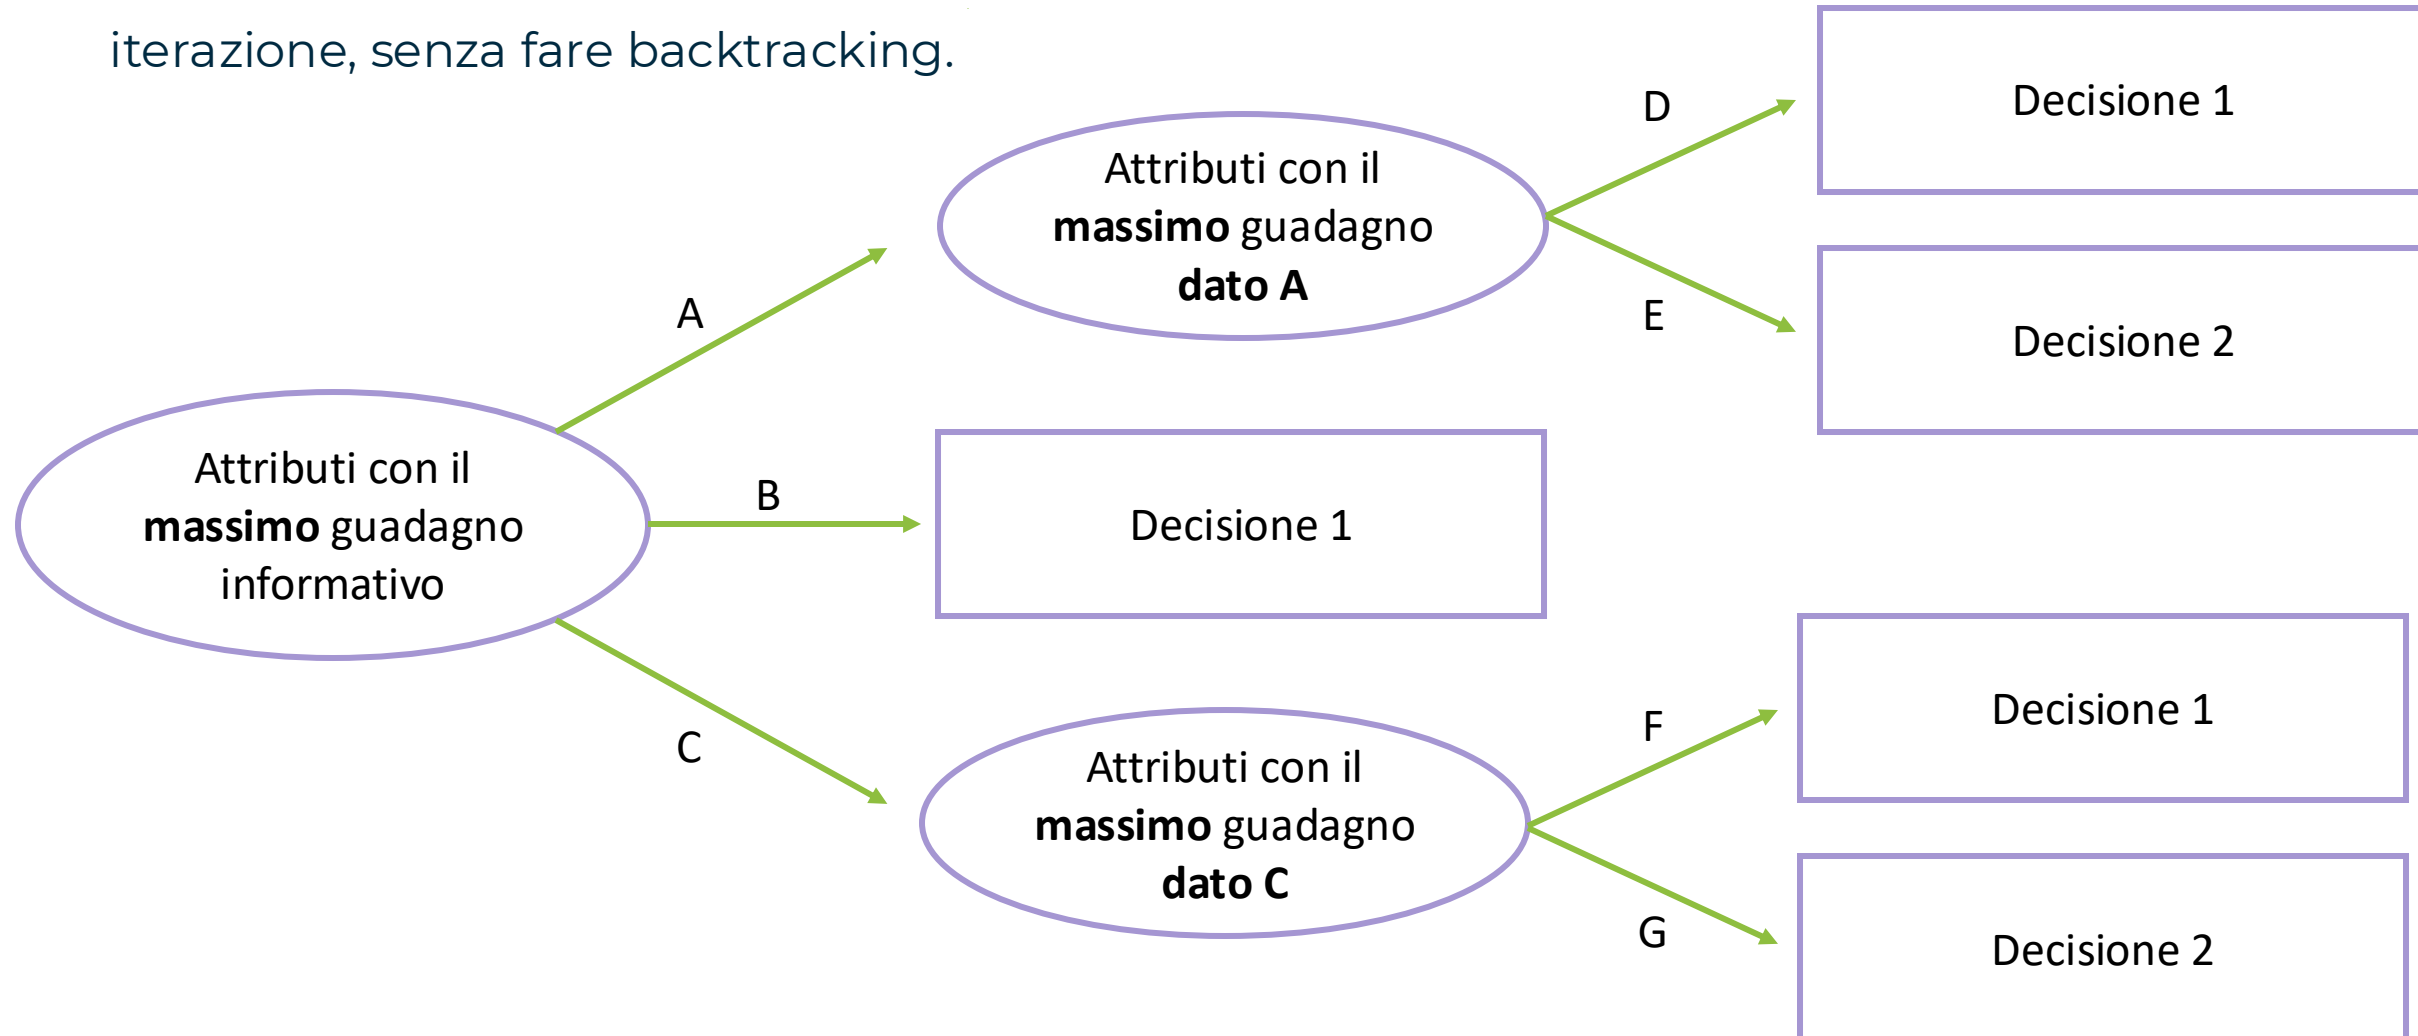 iterazione, senza fare backtracking.
D
Decisione 1
Attributi con il
massimo guadagno
dato A
A
E
Decisione 2
Attributi con il
massimo guadagno
informativo
B
Decisione 1
C
Attributi con il
massimo guadagno
dato C
F
Decisione 1
G
Decisione 2